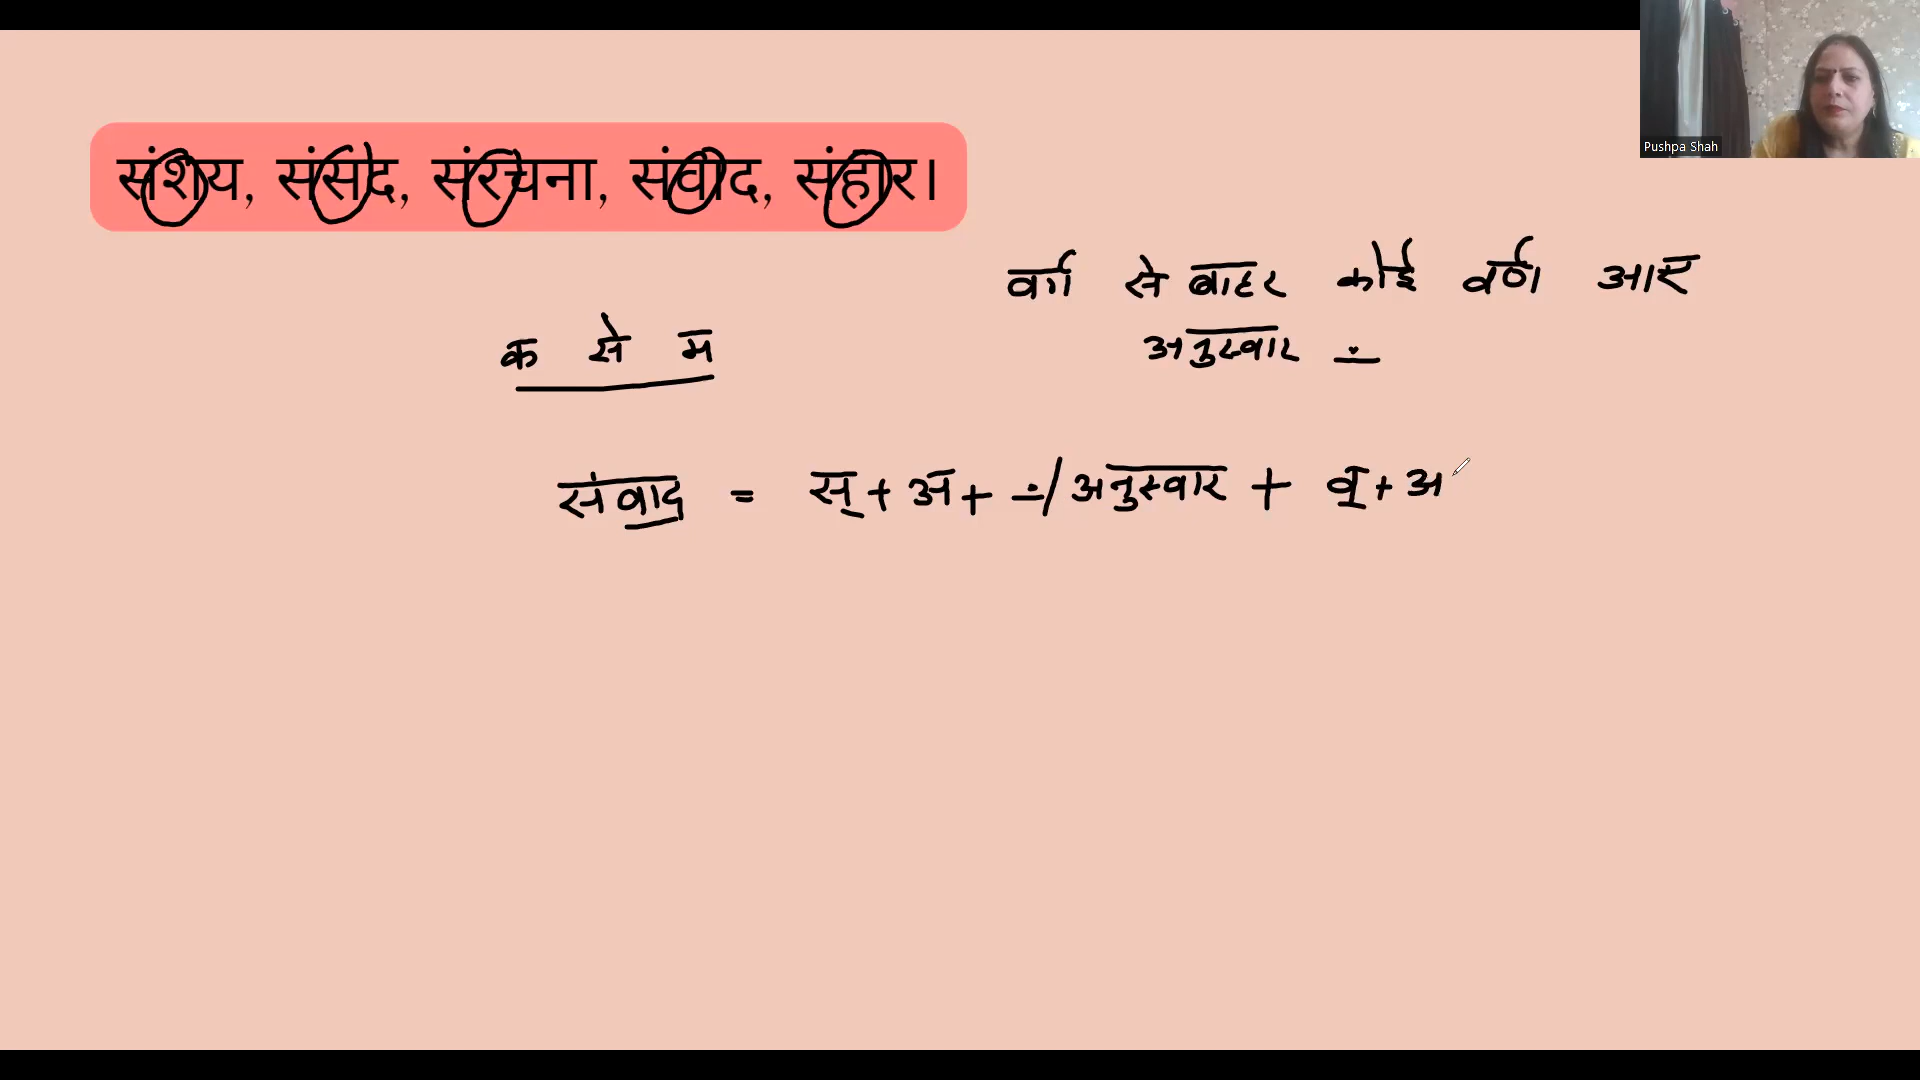 Pushpa Shah
संशय, संसद, संरचना, संवाद, संहार।
वर्ग से बाहर कोई वर्ण आए
अनुस्वार ∸
क से म
संवाद = स् + अ + ∸/अनुस्वार + व् + अ